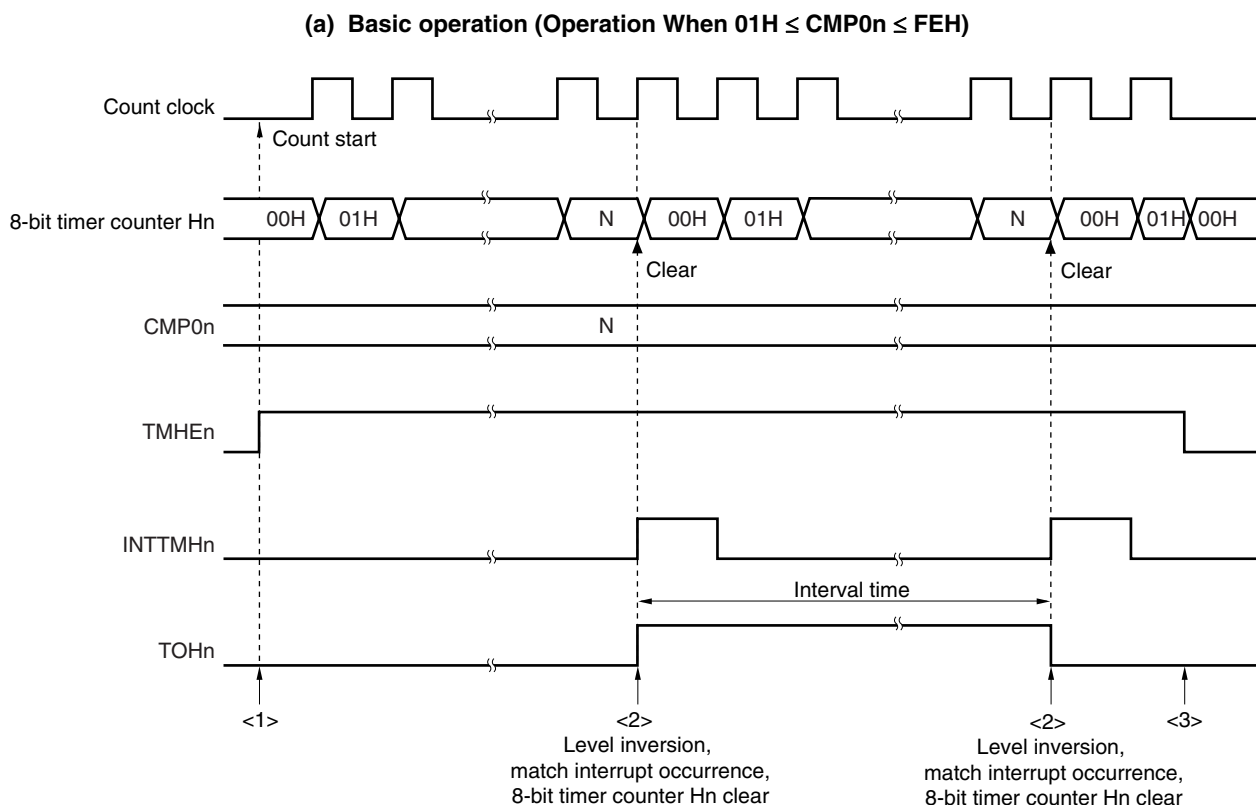 (a) Basic operation (Operation When 01H ≤ CMP0n ≤ FEH)
Count clock
Count start
8-bit timer counter Hn 00H 01H N 00H 01H N 00H 01H 00H
Clear Clear
CMP0n N
TMHEn
INTTMHn
Interval time
TOHn
<1> <2> <2> <3>
Level inversion, Level inversion,
match interrupt occurrence, match interrupt occurrence,
8-bit timer counter Hn clear 8-bit timer counter Hn clear